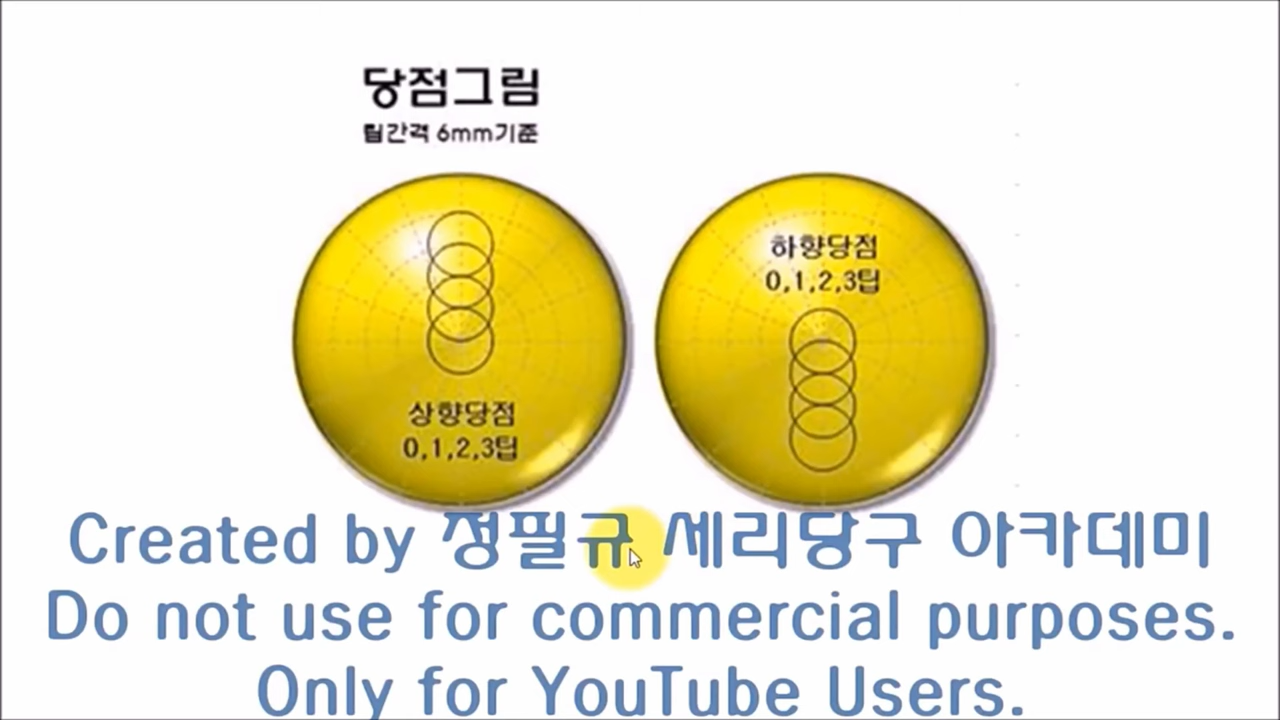 당점그림
팁간격 6mm기준
하향당점
0,1,2,3팁
상향당점
0,1,2,3팁
Created by 정필규 세리당구 아카데미
Do not use for commercial purposes.
Only for YouTube Users.